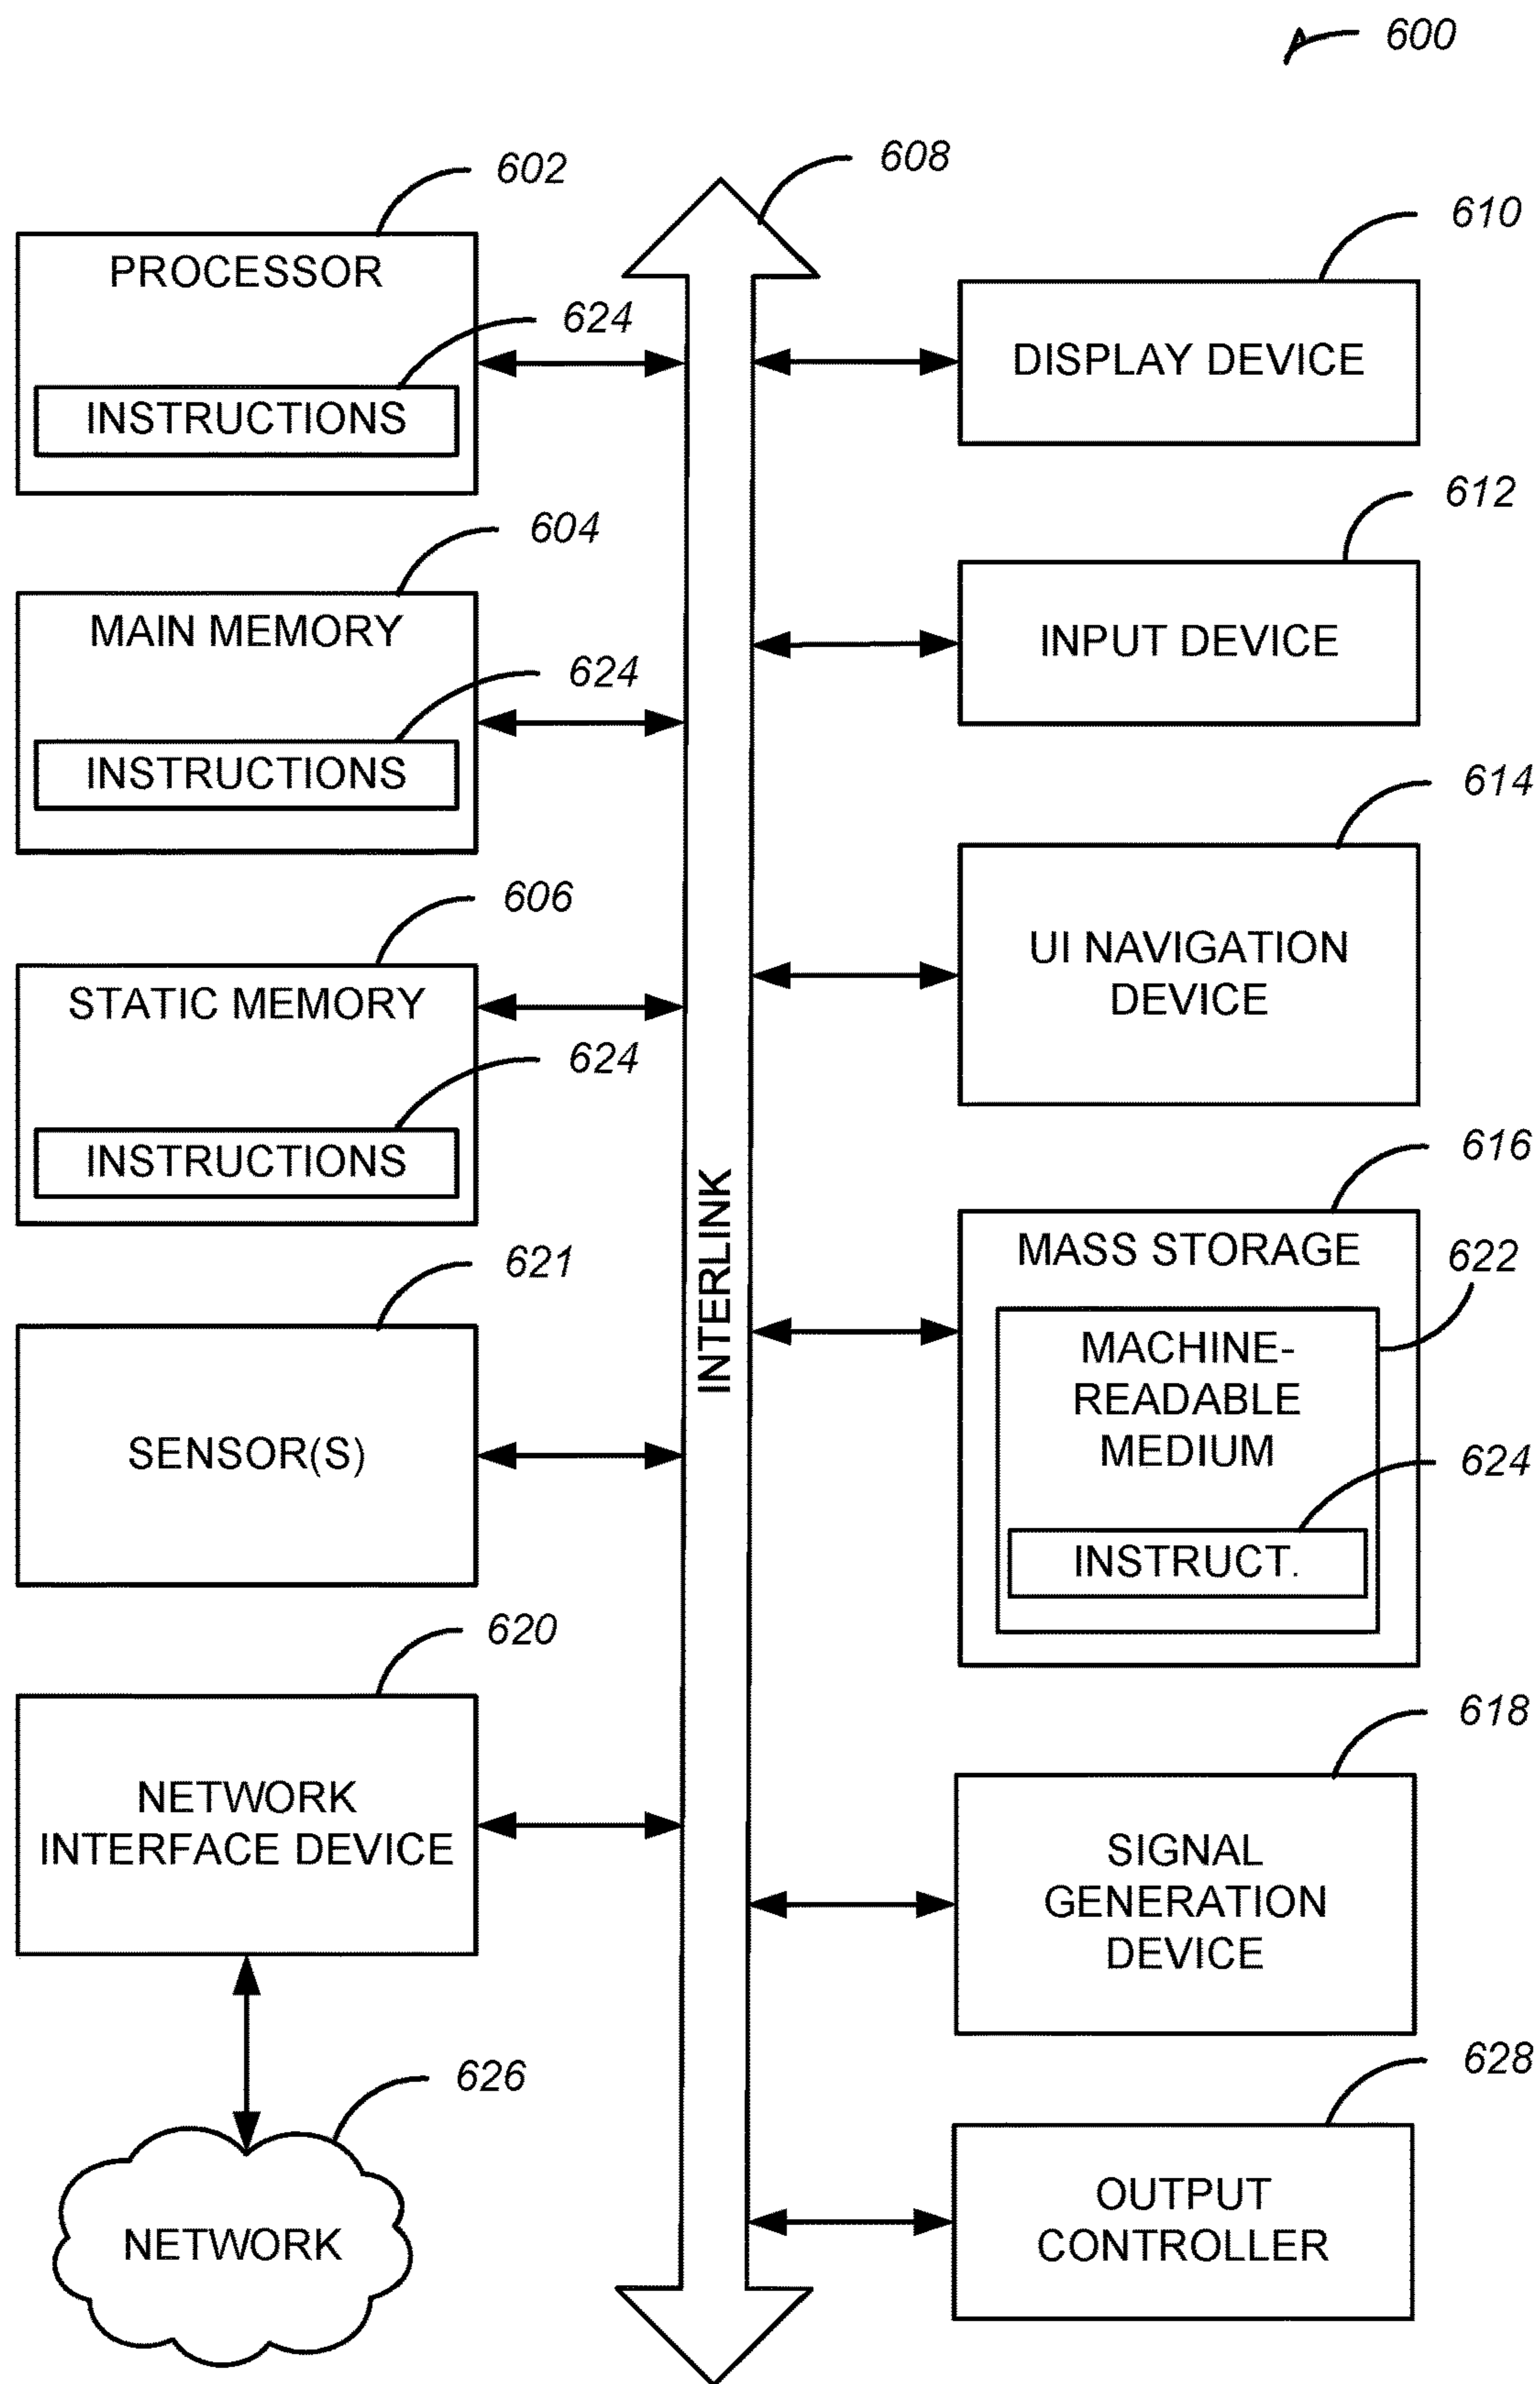 600
608
602
PROCESSOR
624
INSTRUCTIONS
604
MAIN MEMORY
624
INSTRUCTIONS
606
STATIC MEMORY
624
INSTRUCTIONS
621
SENSOR(S)
620
NETWORK
INTERFACE DEVICE
626
NETWORK
INTERLINK
610
DISPLAY DEVICE
612
INPUT DEVICE
614
UI NAVIGATION
DEVICE
616
MASS STORAGE
622
MACHINE-
READABLE
MEDIUM
624
INSTRUCT.
618
SIGNAL
GENERATION
DEVICE
628
OUTPUT
CONTROLLER